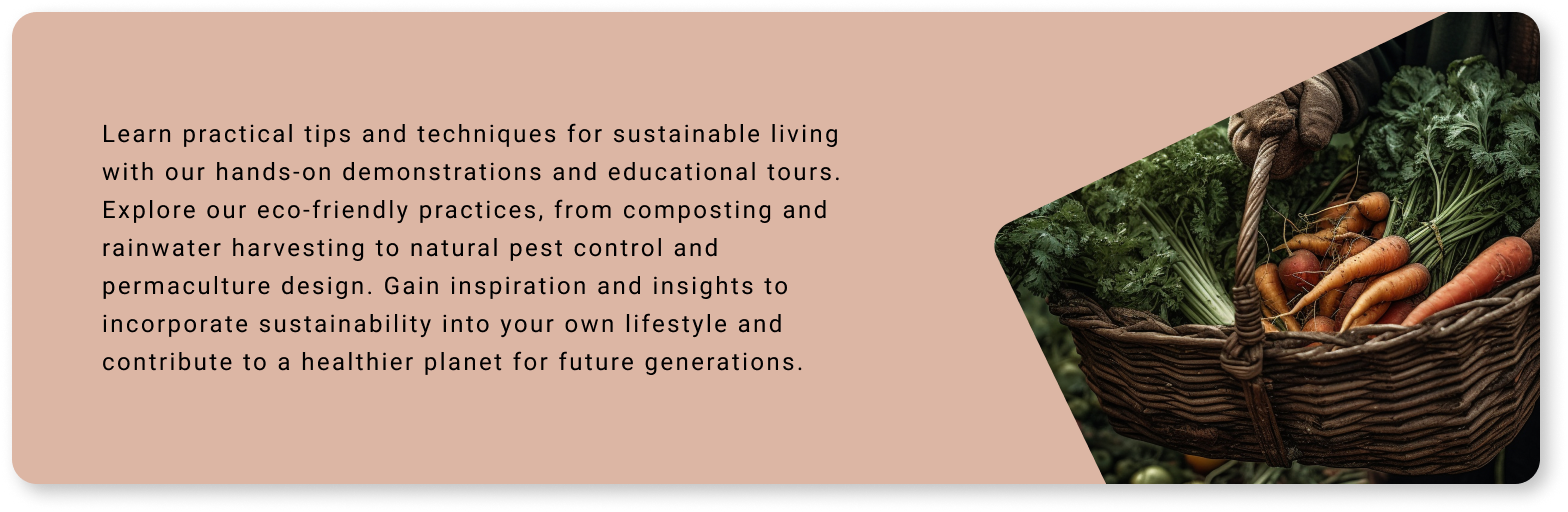 Learn practical tips and techniques for sustainable living
with our hands-on demonstrations and educational tours.
Explore our eco-friendly practices, from composting and
rainwater harvesting to natural pest control and
permaculture design. Gain inspiration and insights to
incorporate sustainability into your own lifestyle and
contribute to a healthier planet for future generations.